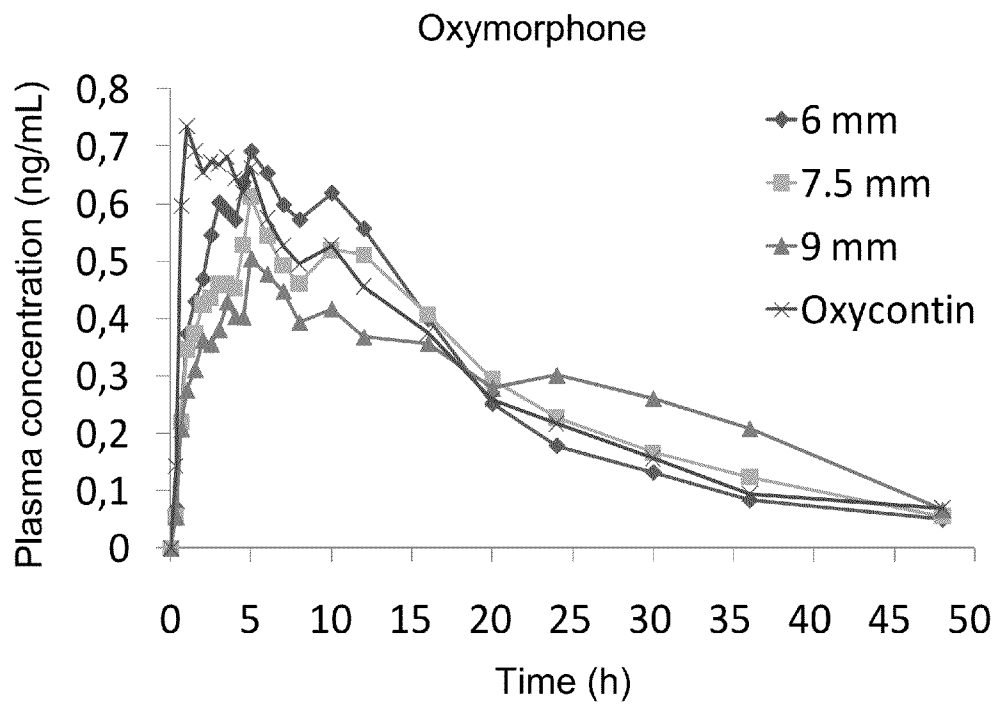 Oxymorphone
Plasma concentration (ng/mL)
0,8
0,7
0,6
0,5
0,4
0,3
0,2
0,1
0
6 mm
7.5 mm
9 mm
Oxycontin
0 5 10 15 20 25 30 35 40 45 50
Time (h)